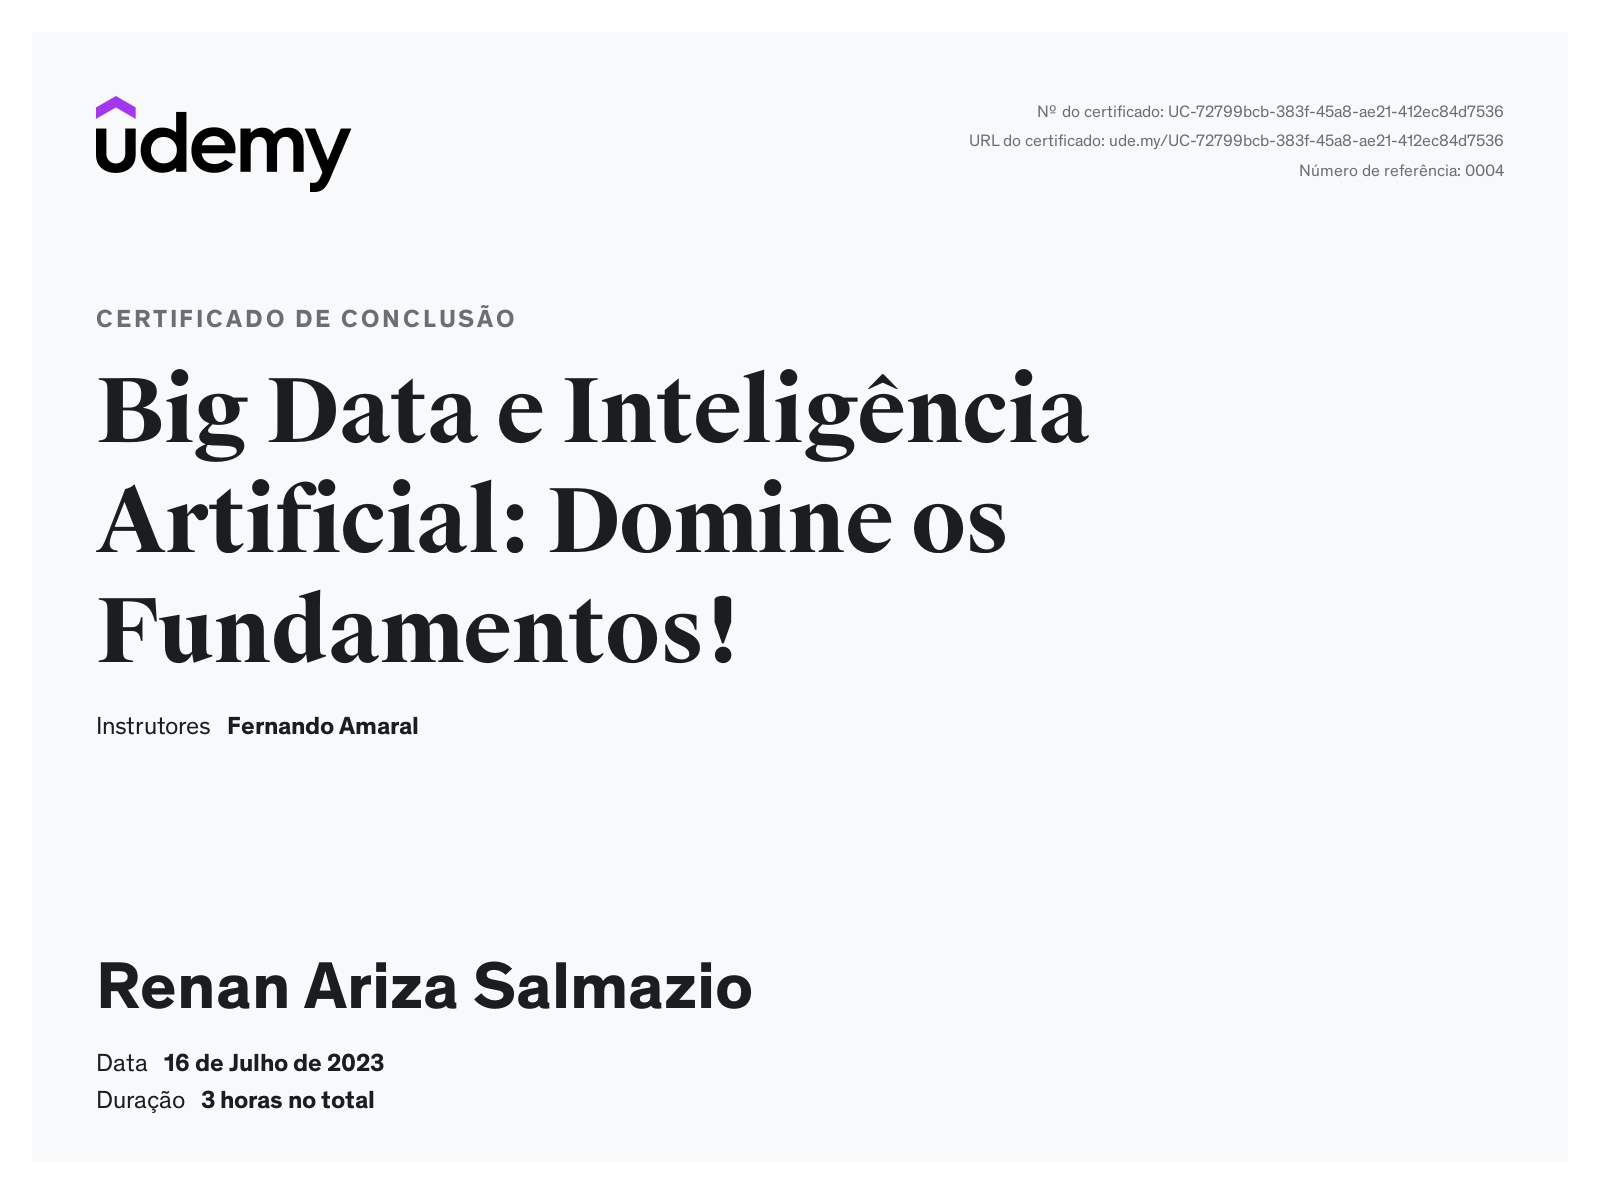 udemy
Nº do certificado: UC-72799bcb-383f-45a8-ae21-412ec84d7536
URL do certificado: ude.my/UC-72799bcb-383f-45a8-ae21-412ec84d7536
Número de referência: 0004
CERTIFICADO DE CONCLUSÃO
Big Data e Inteligência
Artificial: Domine os
Fundamentos!
Instrutores Fernando Amaral
Renan Ariza Salmazio
Data 16 de Julho de 2023
Duração 3 horas no total